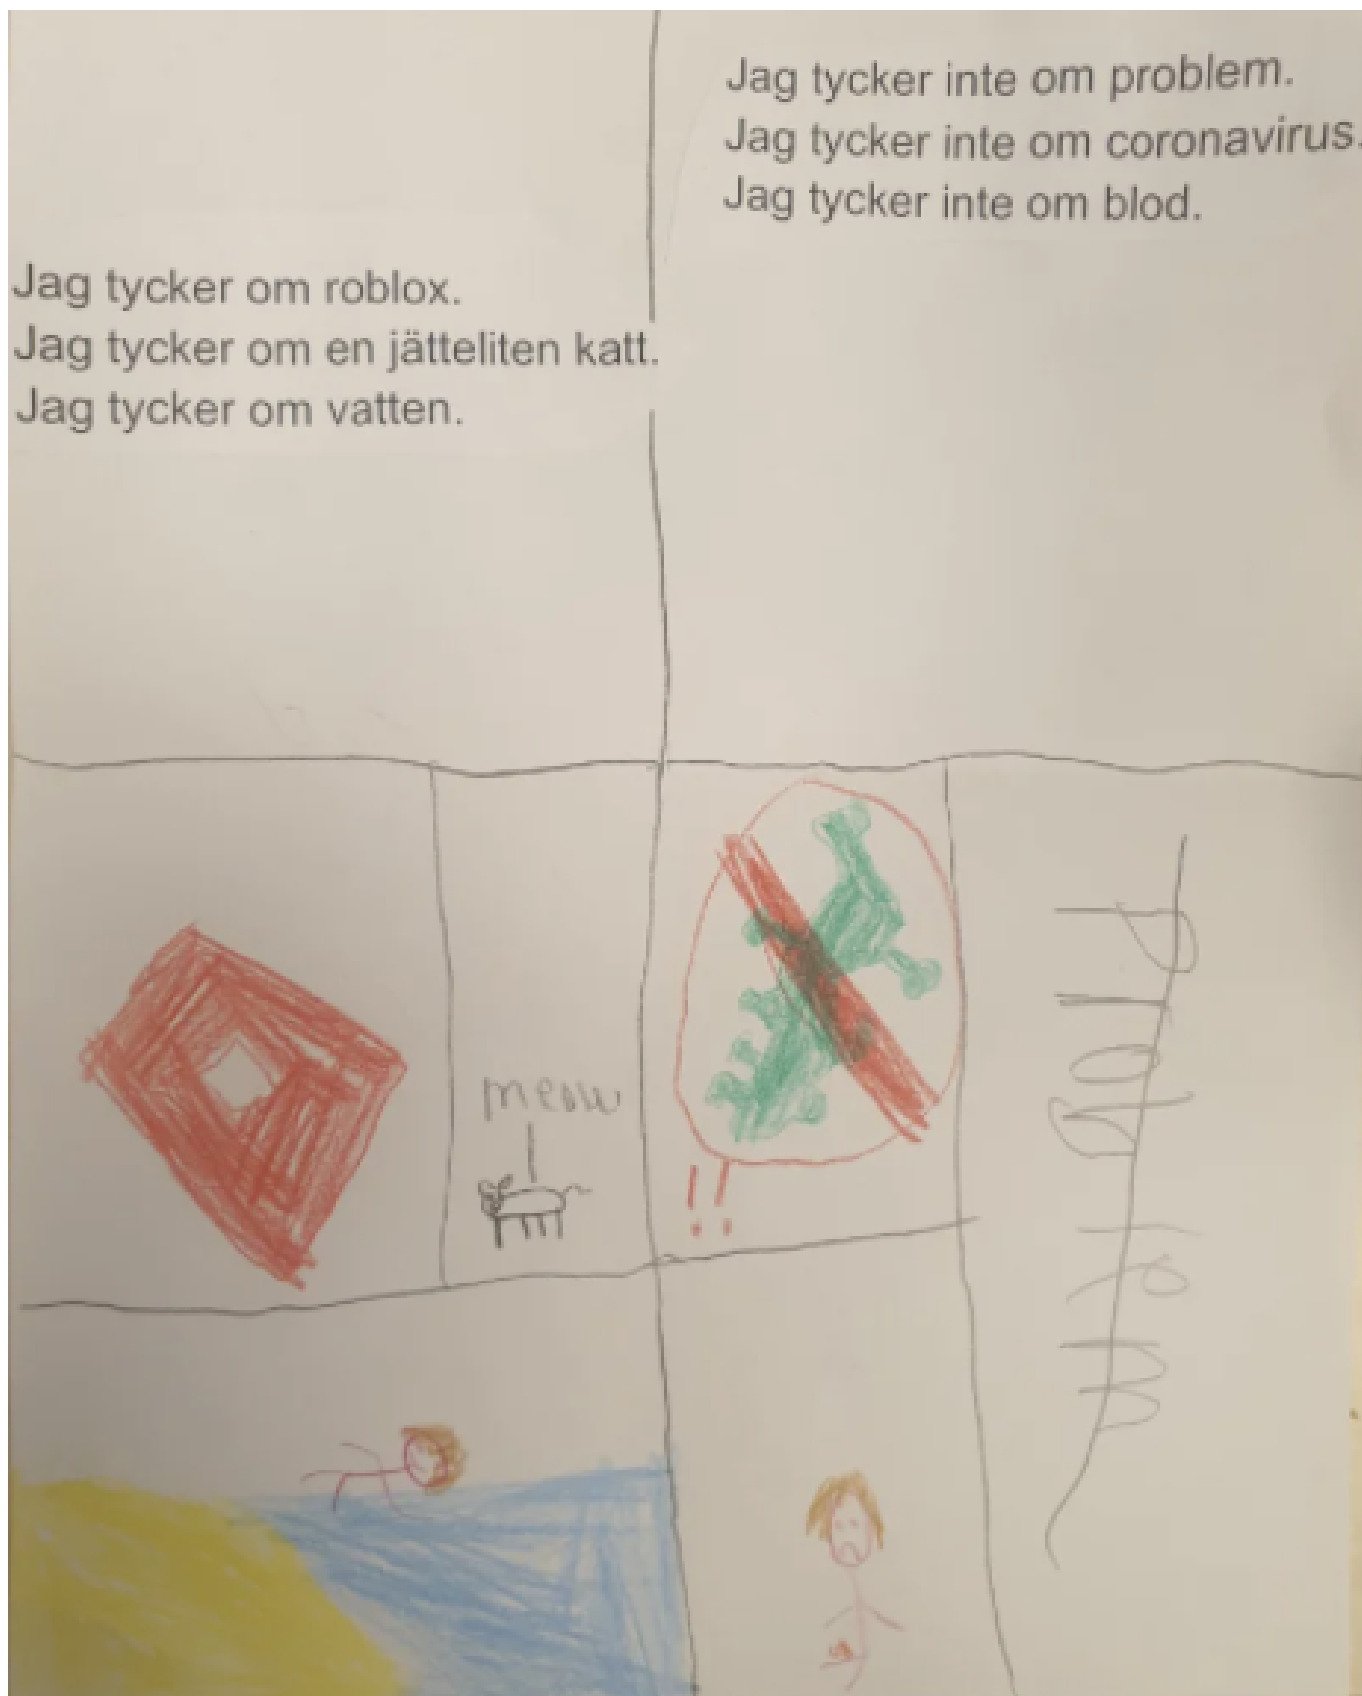 Jag tycker inte om problem.
Jag tycker inte om coronavirus.
Jag tycker inte om blod.
Jag tycker om roblox.
Jag tycker om en jätteliten katt.
Jag tycker om vatten.
meow
!!
Problem